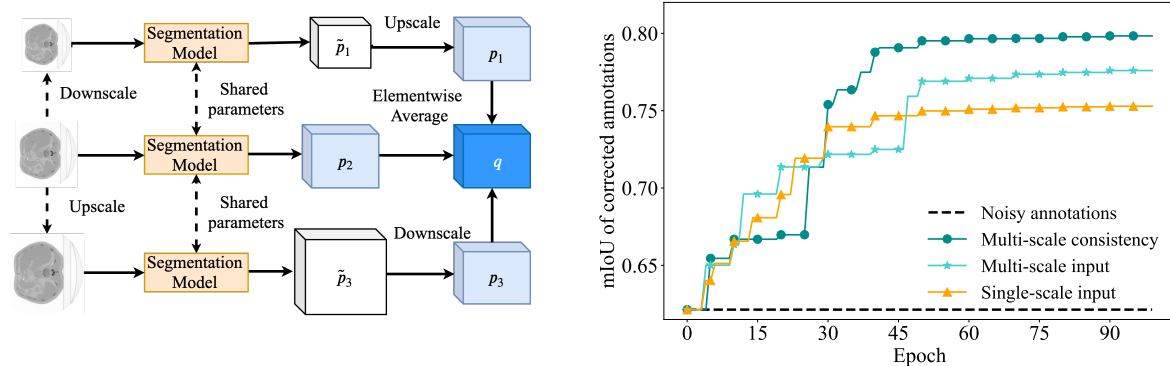 Segmentation
Model
p̃₁
Upscale
p₁
Downscale
Shared
parameters
Elementwise
Average
Segmentation
Model
p₂
q
Upscale
Shared
parameters
Downscale
Segmentation
Model
p̃₃
p₃
mIoU of corrected annotations
0.80
0.75
0.70
0.65
Noisy annotations
Multi-scale consistency
Multi-scale input
Single-scale input
0 15 30 45 60 75 90
Epoch